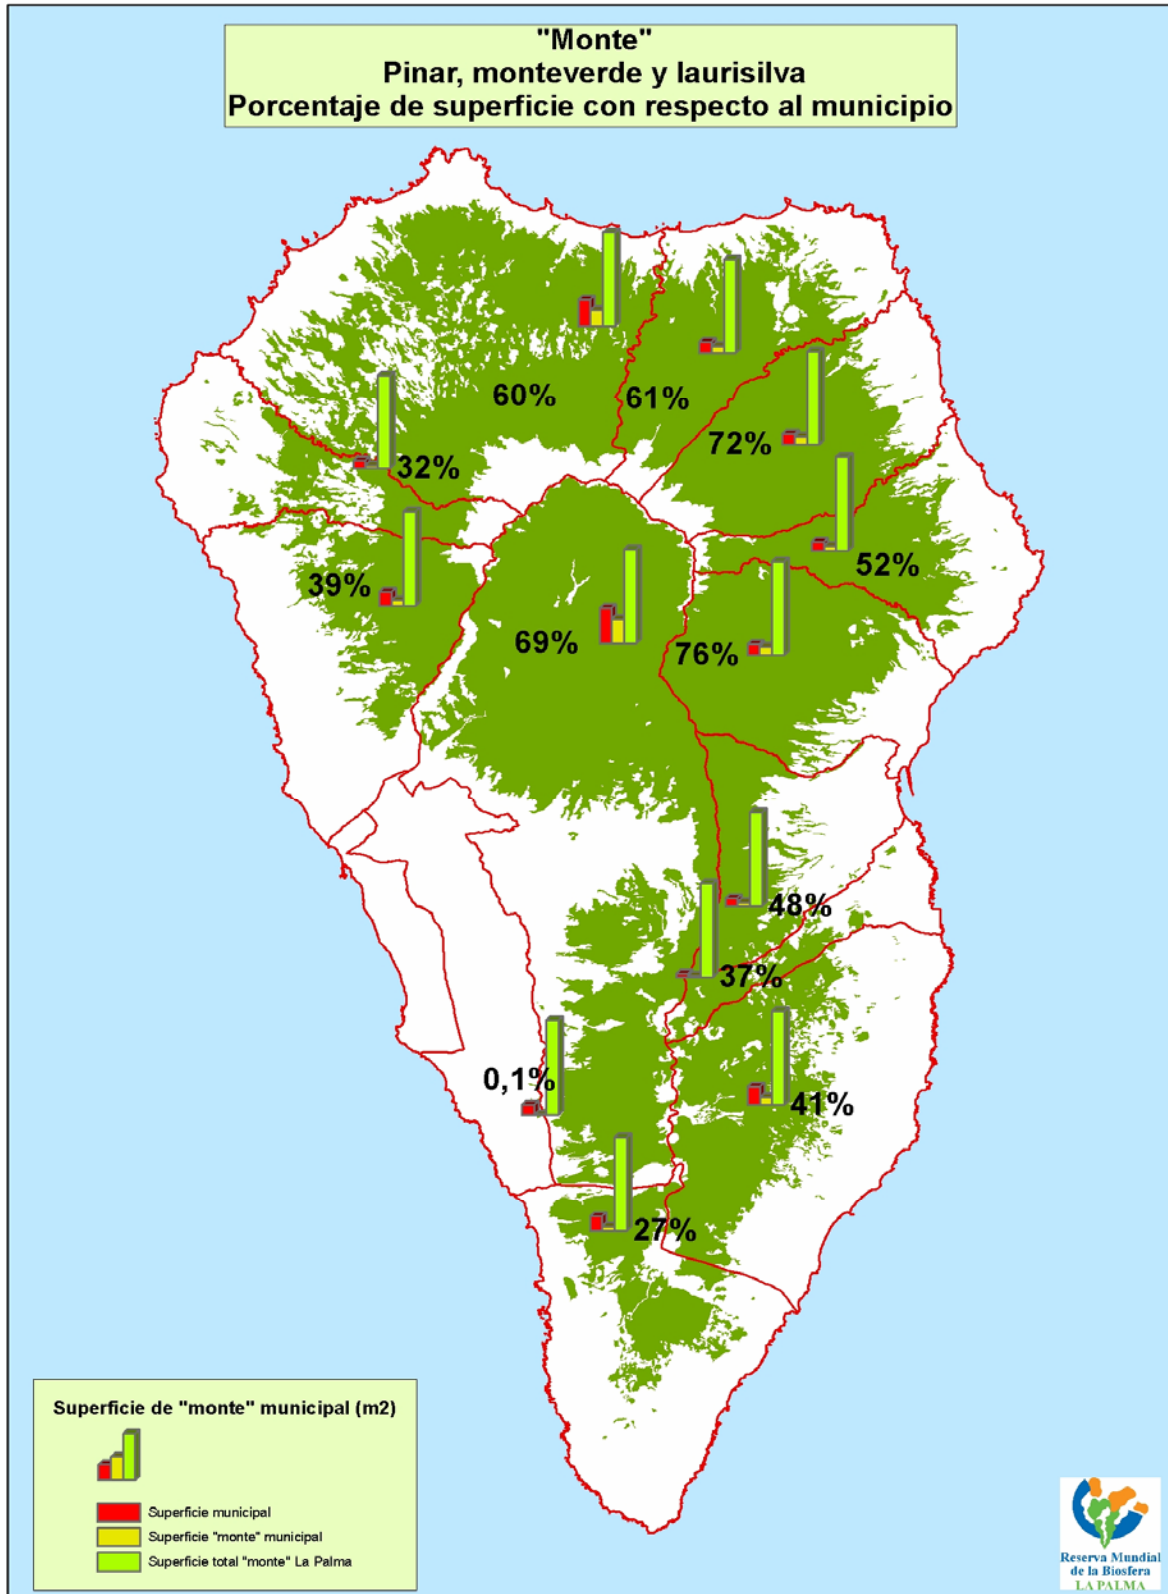 "Monte"
Pinar, monteverde y laurisilva
Porcentaje de superficie con respecto al municipio
60%
61%
72%
32%
52%
39%
69%
76%
48%
37%
0,1%
41%
27%
Superficie de "monte" municipal (m2)
Superficie municipal
Superficie "monte" municipal
Superficie total "monte" La Palma
Reserva Mundial
de la Biosfera
LA PALMA